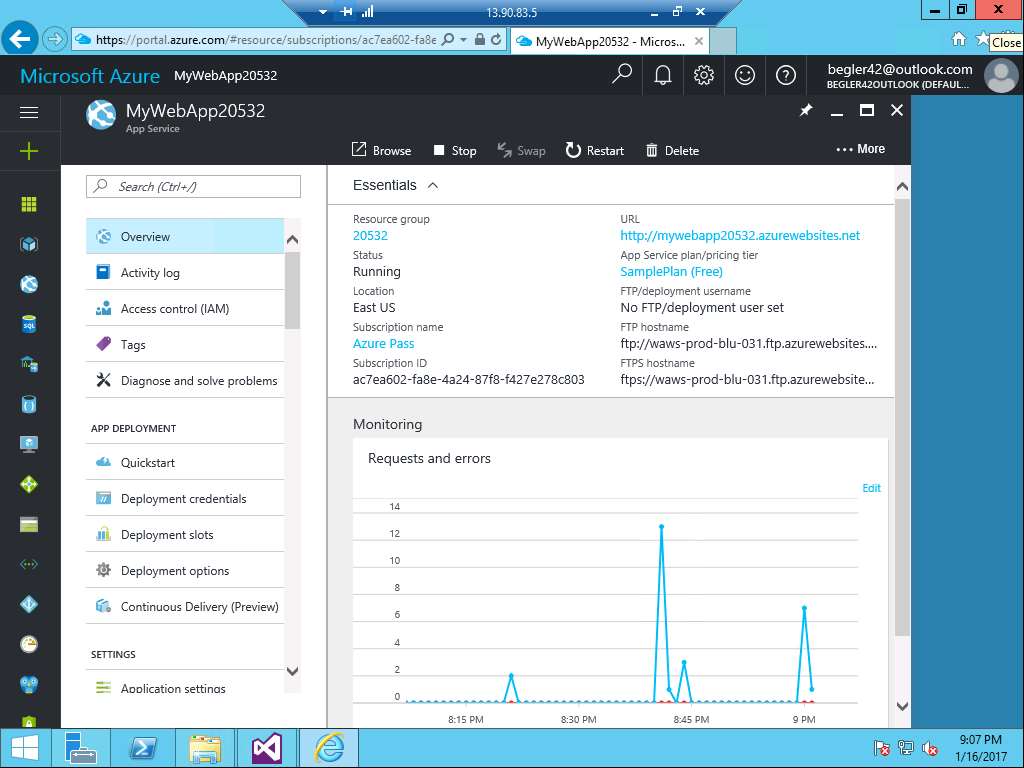 13.90.83.5
https://portal.azure.com/#resource/subscriptions/ac7ea602-fa8e
MyWebApp20532 - Micros...
Close
Microsoft Azure
MyWebApp20532
begler42@outlook.com
BEGLER42OUTLOOK (DEFAUL...
MyWebApp20532
App Service
Browse
Stop
Swap
Restart
Delete
More
Search (Ctrl+/)
Overview
Activity log
Access control (IAM)
Tags
Diagnose and solve problems
APP DEPLOYMENT
Quickstart
Deployment credentials
Deployment slots
Deployment options
Continuous Delivery (Preview)
SETTINGS
Application settings
Essentials
Resource group
20532
Status
Running
Location
East US
Subscription name
Azure Pass
Subscription ID
ac7ea602-fa8e-4a24-87f8-f427e278c803
URL
http://mywebapp20532.azurewebsites.net
App Service plan/pricing tier
SamplePlan (Free)
FTP/deployment username
No FTP/deployment user set
FTP hostname
ftp://waws-prod-blu-031.ftp.azurewebsites....
FTPS hostname
ftps://waws-prod-blu-031.ftp.azurewebsite...
Monitoring
Requests and errors
Edit
14
12
10
8
6
4
2
0
8:15 PM
8:30 PM
8:45 PM
9 PM
SQL
9:07 PM
1/16/2017